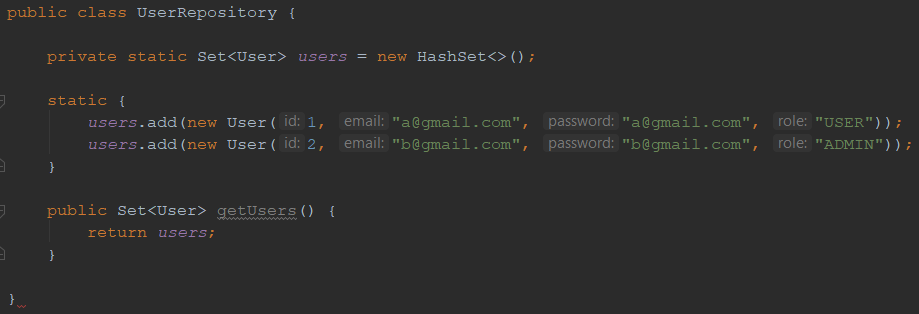 public class UserRepository {
private static Set<User> users = new HashSet<>();
static {
users.add(new User( id: 1, email: "a@gmail.com", password: "a@gmail.com", role: "USER"));
users.add(new User( id: 2, email: "b@gmail.com", password: "b@gmail.com", role: "ADMIN"));
}
public Set<User> getUsers() {
return users;
}
}